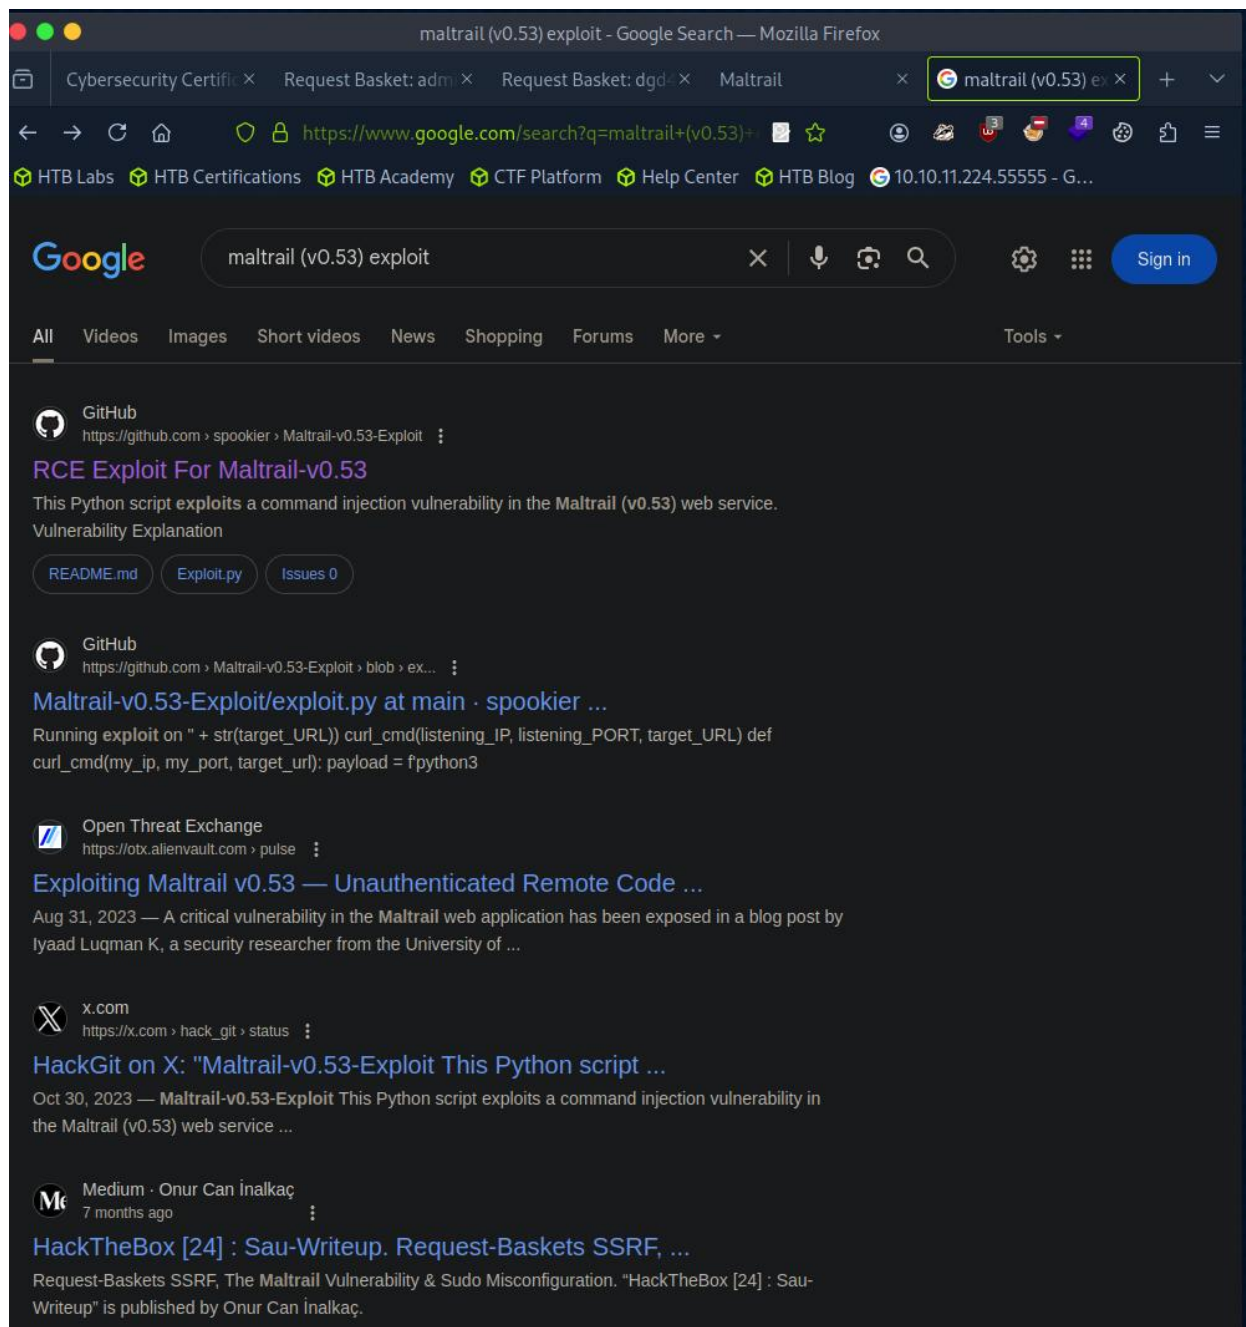 maltrail (v0.53) exploit - Google Search — Mozilla Firefox
Cybersecurity Certific Request Basket: adm Request Basket: dgd4 Maltrail maltrail (v0.53) ex
https://www.google.com/search?q=maltrail+(v0.53)+ 3 4
HTB Labs HTB Certifications HTB Academy CTF Platform Help Center HTB Blog 10.10.11.224.55555 - G...
Google maltrail (v0.53) exploit Sign in
All Videos Images Short videos News Shopping Forums More Tools
GitHub
https://github.com › spookier › Maltrail-v0.53-Exploit
RCE Exploit For Maltrail-v0.53
This Python script exploits a command injection vulnerability in the Maltrail (v0.53) web service.
Vulnerability Explanation
README.md Exploit.py Issues 0
GitHub
https://github.com › Maltrail-v0.53-Exploit › blob › ex...
Maltrail-v0.53-Exploit/exploit.py at main · spookier ...
Running exploit on " + str(target_URL)) curl_cmd(listening_IP, listening_PORT, target_URL) def
curl_cmd(my_ip, my_port, target_url): payload = f'python3
Open Threat Exchange
https://otx.alienvault.com › pulse
Exploiting Maltrail v0.53 — Unauthenticated Remote Code ...
Aug 31, 2023 — A critical vulnerability in the Maltrail web application has been exposed in a blog post by
Iyaad Luqman K, a security researcher from the University of ...
x.com
https://x.com › hack_git › status
HackGit on X: "Maltrail-v0.53-Exploit This Python script ...
Oct 30, 2023 — Maltrail-v0.53-Exploit This Python script exploits a command injection vulnerability in
the Maltrail (v0.53) web service ...
Medium · Onur Can İnalkaç
7 months ago
HackTheBox [24] : Sau-Writeup. Request-Baskets SSRF, ...
Request-Baskets SSRF, The Maltrail Vulnerability & Sudo Misconfiguration. “HackTheBox [24] : Sau-
Writeup” is published by Onur Can İnalkaç.